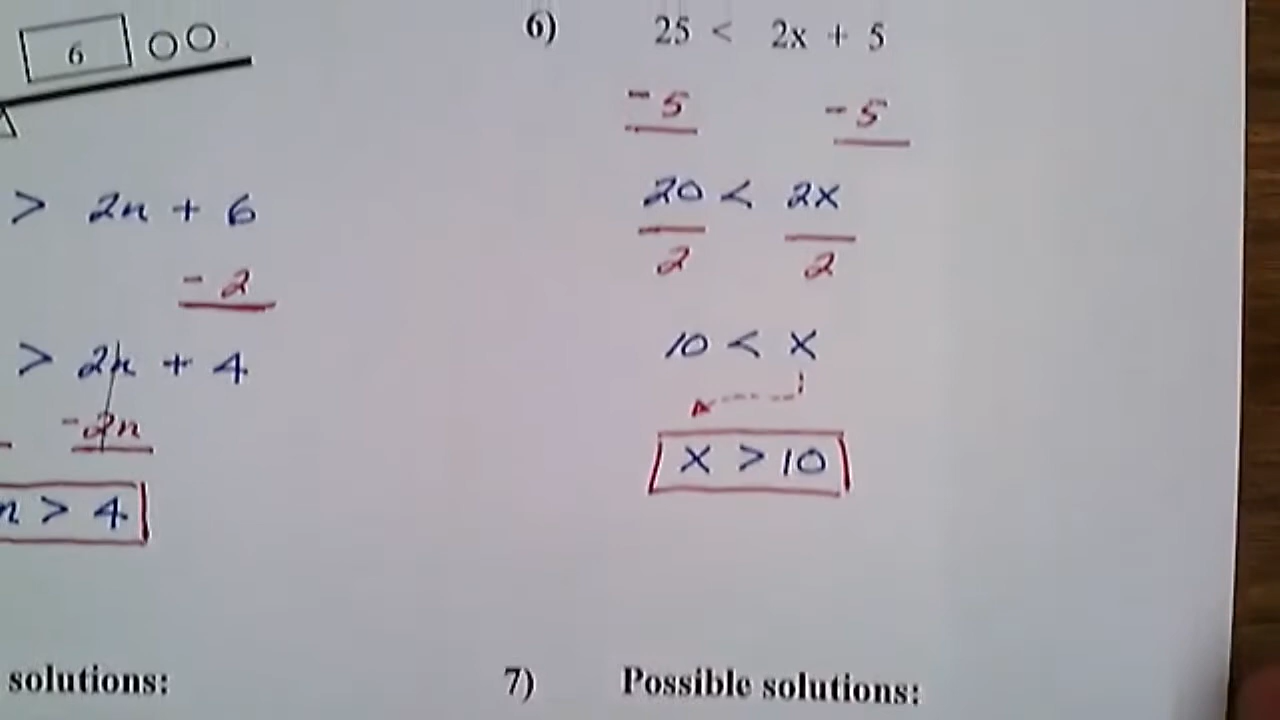 6
> 2n + 6
- 2
> 2n + 4
-2n
n > 4
solutions:
6) 25 < 2x + 5
-5 -5
20 < 2x
2 2
10 < x
x > 10
7) Possible solutions: